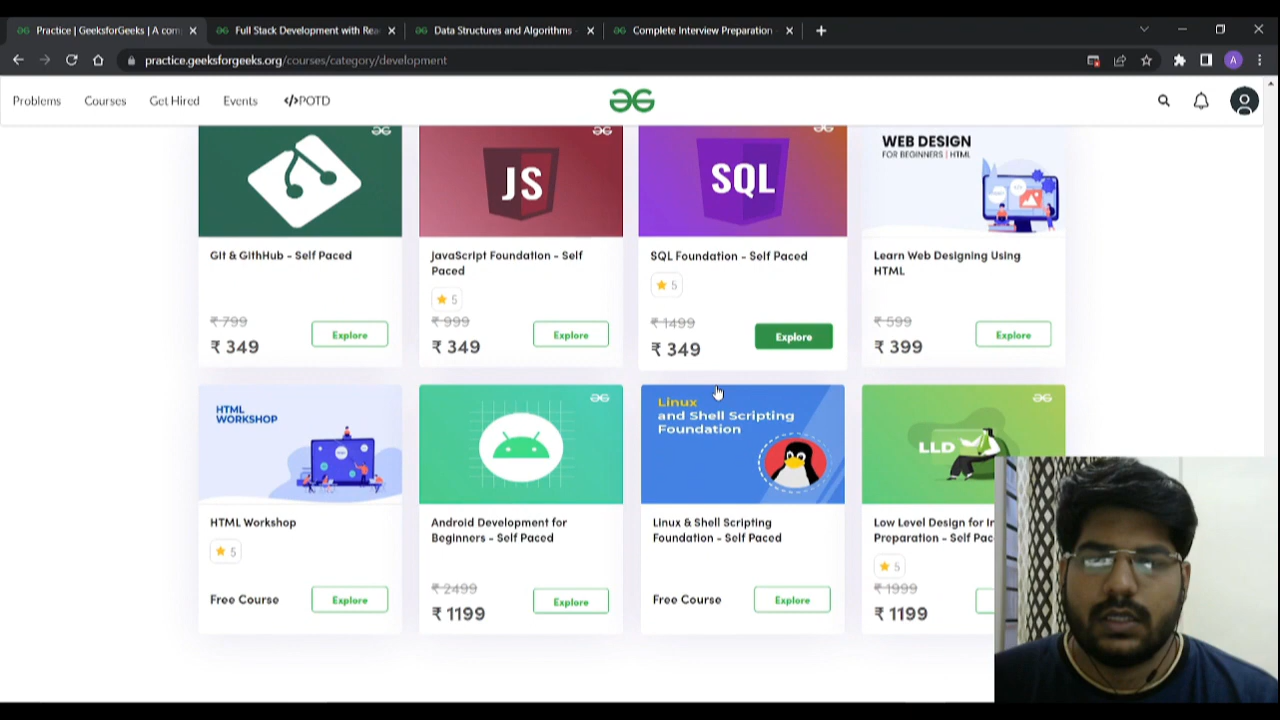 Practice | GeeksforGeeks | A com
Full Stack Development with Rea
Data Structures and Algorithms -
Complete Interview Preparation -
practice.geeksforgeeks.org/courses/category/development
A
Problems
Courses
Get Hired
Events
</>POTD
JS
SQL
WEB DESIGN
FOR BEGINNERS | HTML
Git & GitHHub - Self Paced
JavaScript Foundation - Self
Paced
SQL Foundation - Self Paced
Learn Web Designing Using
HTML
5
5
₹ 799
₹ 349
Explore
₹ 999
₹ 349
Explore
₹ 1499
₹ 349
Explore
₹ 599
₹ 399
Explore
HTML
WORKSHOP
Linux
and Shell Scripting
Foundation
LLD
HTML Workshop
Android Development for
Beginners - Self Paced
Linux & Shell Scripting
Foundation - Self Paced
Low Level Design for In
Preparation - Self Pac
5
5
Free Course
Explore
₹ 2499
₹ 1199
Explore
Free Course
Explore
₹ 1999
₹ 1199